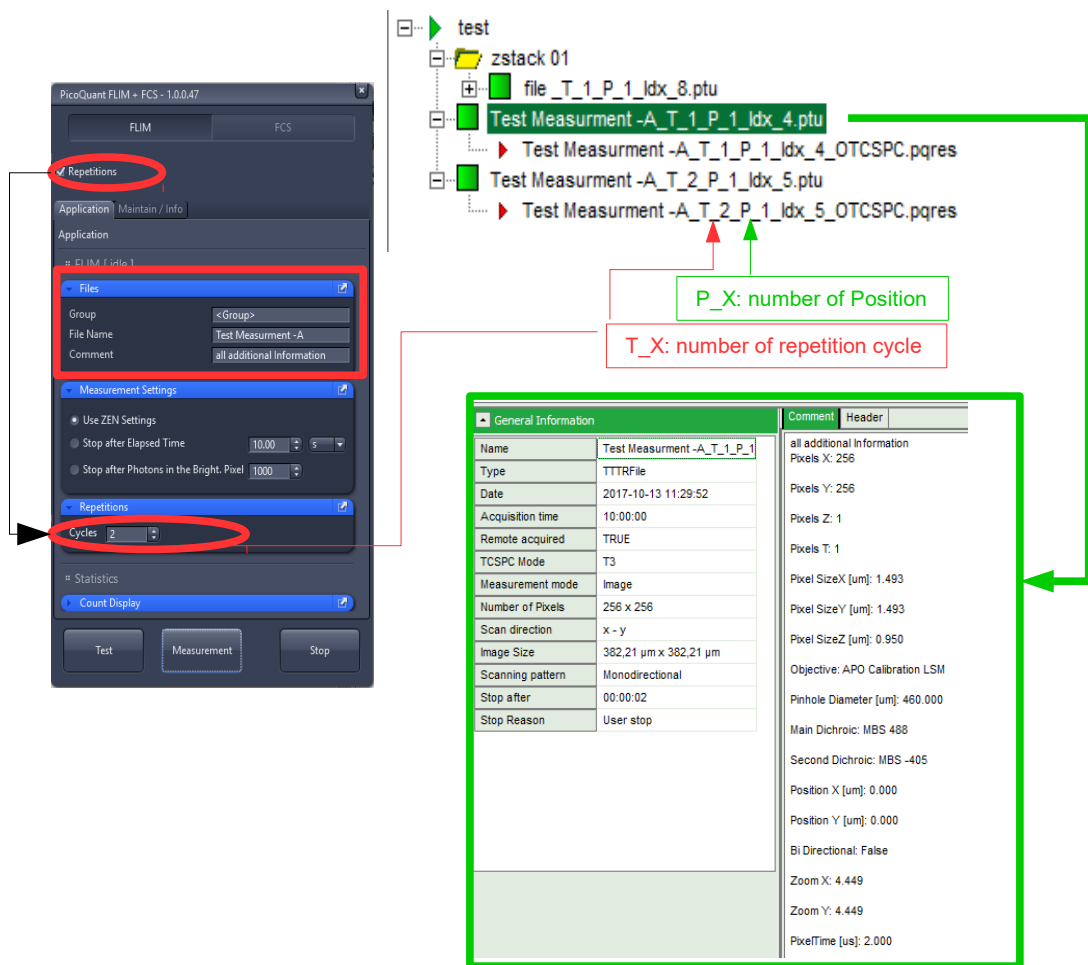 test
zstack 01
file _T_1_P_1_Idx_8.ptu
Test Measurment -A_T_1_P_1_Idx_4.ptu
Test Measurment -A_T_1_P_1_Idx_4_OTCSPC.pqres
Test Measurment -A_T_2_P_1_Idx_5.ptu
Test Measurment -A_T_2_P_1_Idx_5_OTCSPC.pqres
P_X: number of Position
T_X: number of repetition cycle
PicoQuant FLIM + FCS - 1.0.0.47
x
FLIM FCS
Repetitions
Application Maintain / Info
Application
FLIM [ idle ]
Files
Group <Group>
File Name Test Measurment -A
Comment all additional Information
Measurement Settings
Use ZEN Settings
Stop after Elapsed Time 10.00 s
Stop after Photons in the Bright. Pixel 1000
Repetitions
Cycles 2
Statistics
Count Display
Test Measurement Stop
General Information
Name Test Measurment -A_T_1_P_1
Type TTTRFile
Date 2017-10-13 11:29:52
Acquisition time 10:00:00
Remote acquired TRUE
TCSPC Mode T3
Measurement mode Image
Number of Pixels 256 x 256
Scan direction x - y
Image Size 382,21 µm x 382,21 µm
Scanning pattern Monodirectional
Stop after 00:00:02
Stop Reason User stop
Comment Header
all additional Information
Pixels X: 256
Pixels Y: 256
Pixels Z: 1
Pixels T: 1
Pixel SizeX [um]: 1.493
Pixel SizeY [um]: 1.493
Pixel SizeZ [um]: 0.950
Objective: APO Calibration LSM
Pinhole Diameter [um]: 460.000
Main Dichroic: MBS 488
Second Dichroic: MBS -405
Position X [um]: 0.000
Position Y [um]: 0.000
Bi Directional: False
Zoom X: 4.449
Zoom Y: 4.449
PixelTime [us]: 2.000